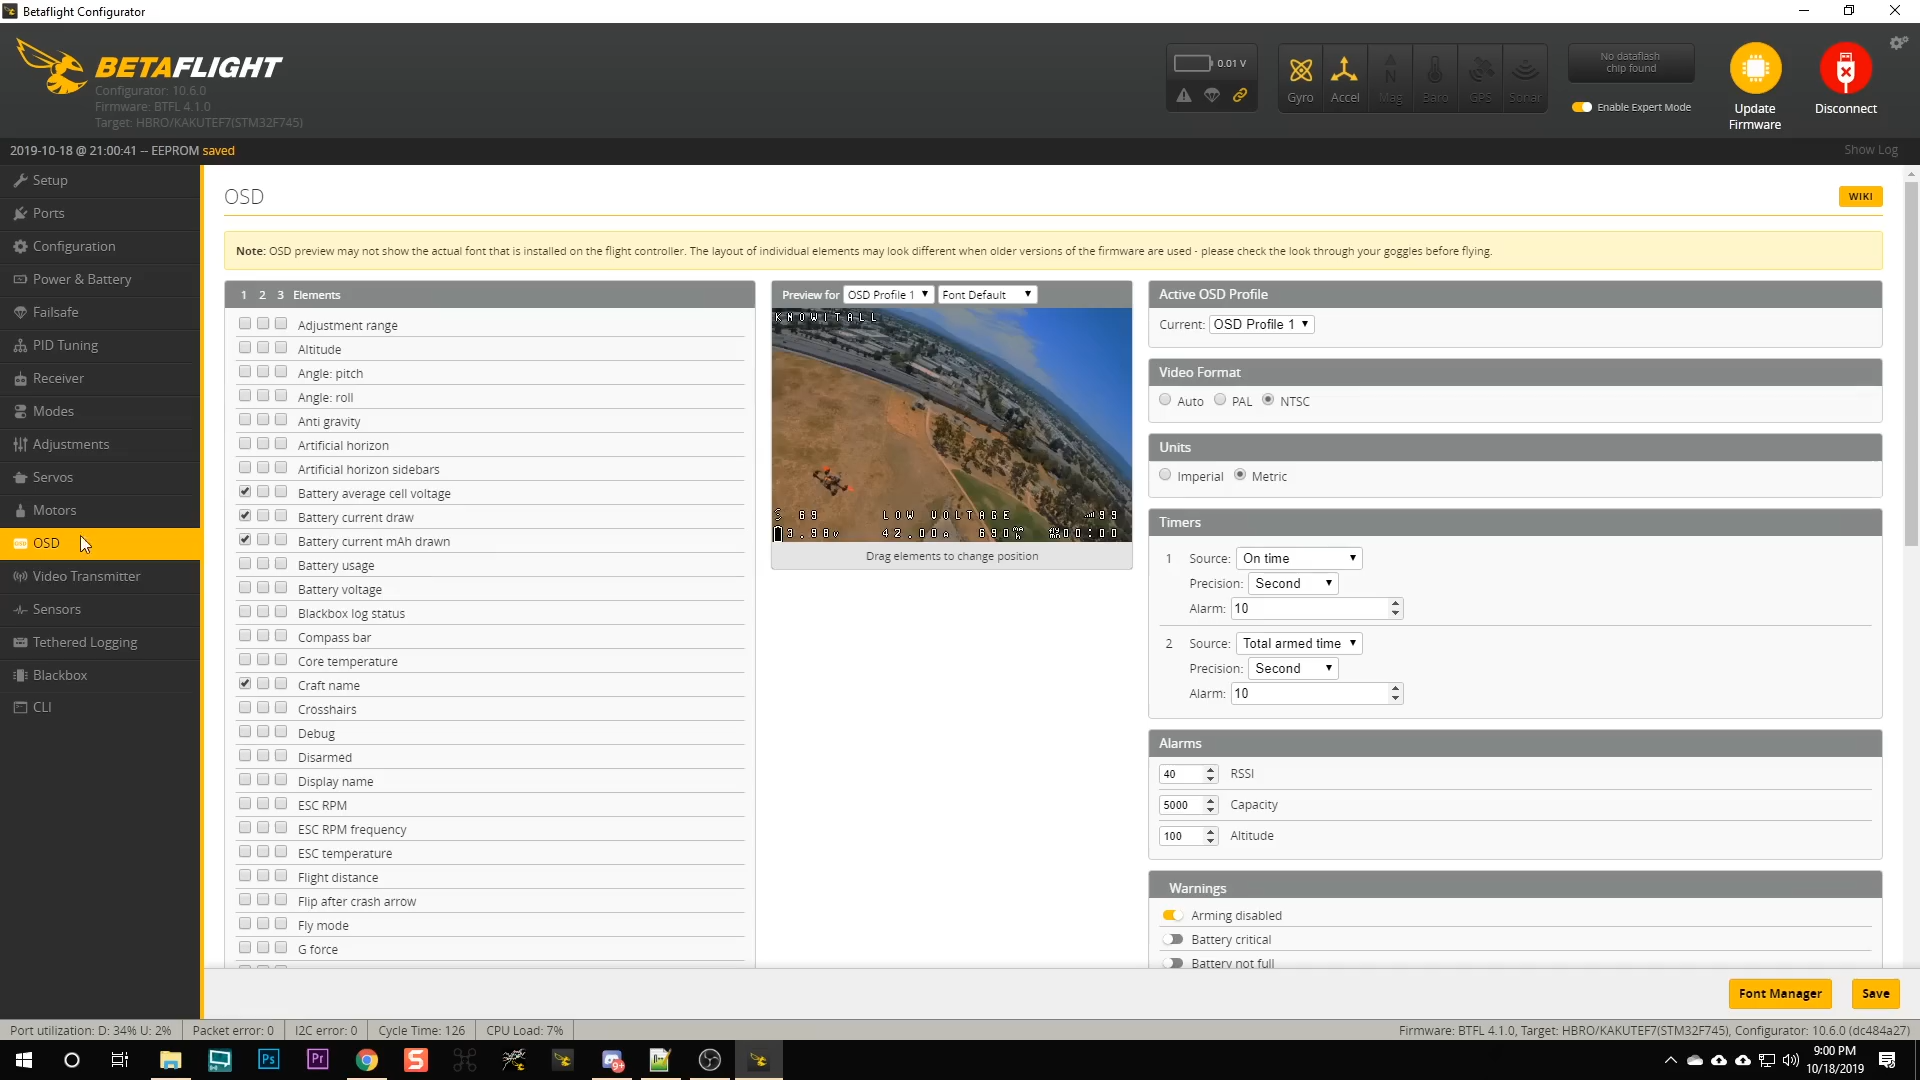 Betaflight Configurator
BETAFLIGHT
Configurator: 10.6.0
Firmware: BTFL 4.1.0
Target: HBRO/KAKUTEF7(STM32F745)
0.01 V
Gyro
Accel
Mag
Baro
GPS
Sonar
No dataflash
chip found
Enable Expert Mode
Update
Firmware
Disconnect
2019-10-18 @ 21:00:41 -- EEPROM saved
Show Log
Setup
Ports
Configuration
Power & Battery
Failsafe
PID Tuning
Receiver
Modes
Adjustments
Servos
Motors
OSD
Video Transmitter
Sensors
Tethered Logging
Blackbox
CLI
OSD
WIKI
Note: OSD preview may not show the actual font that is installed on the flight controller. The layout of individual elements may look different when older versions of the firmware are used - please check the look through your goggles before flying.
1 2 3 Elements
Adjustment range
Altitude
Angle: pitch
Angle: roll
Anti gravity
Artificial horizon
Artificial horizon sidebars
Battery average cell voltage
Battery current draw
Battery current mAh drawn
Battery usage
Battery voltage
Blackbox log status
Compass bar
Core temperature
Craft name
Crosshairs
Debug
Disarmed
Display name
ESC RPM
ESC RPM frequency
ESC temperature
Flight distance
Flip after crash arrow
Fly mode
G force
Preview for OSD Profile 1 Font Default
KNOWITALL
S 69 LOW VOLTAGE 99
3.98V 42.00A 690 00:00
Drag elements to change position
Active OSD Profile
Current: OSD Profile 1
Video Format
Auto PAL NTSC
Units
Imperial Metric
Timers
1 Source: On time
Precision: Second
Alarm: 10
2 Source: Total armed time
Precision: Second
Alarm: 10
Alarms
40 RSSI
5000 Capacity
100 Altitude
Warnings
Arming disabled
Battery critical
Battery not full
Font Manager
Save
Port utilization: D: 34% U: 2%
Packet error: 0
I2C error: 0
Cycle Time: 126
CPU Load: 7%
Firmware: BTFL 4.1.0, Target: HBRO/KAKUTEF7(STM32F745), Configurator: 10.6.0 (dc484a27)
Ps
Pr
S
9+
9:00 PM
10/18/2019